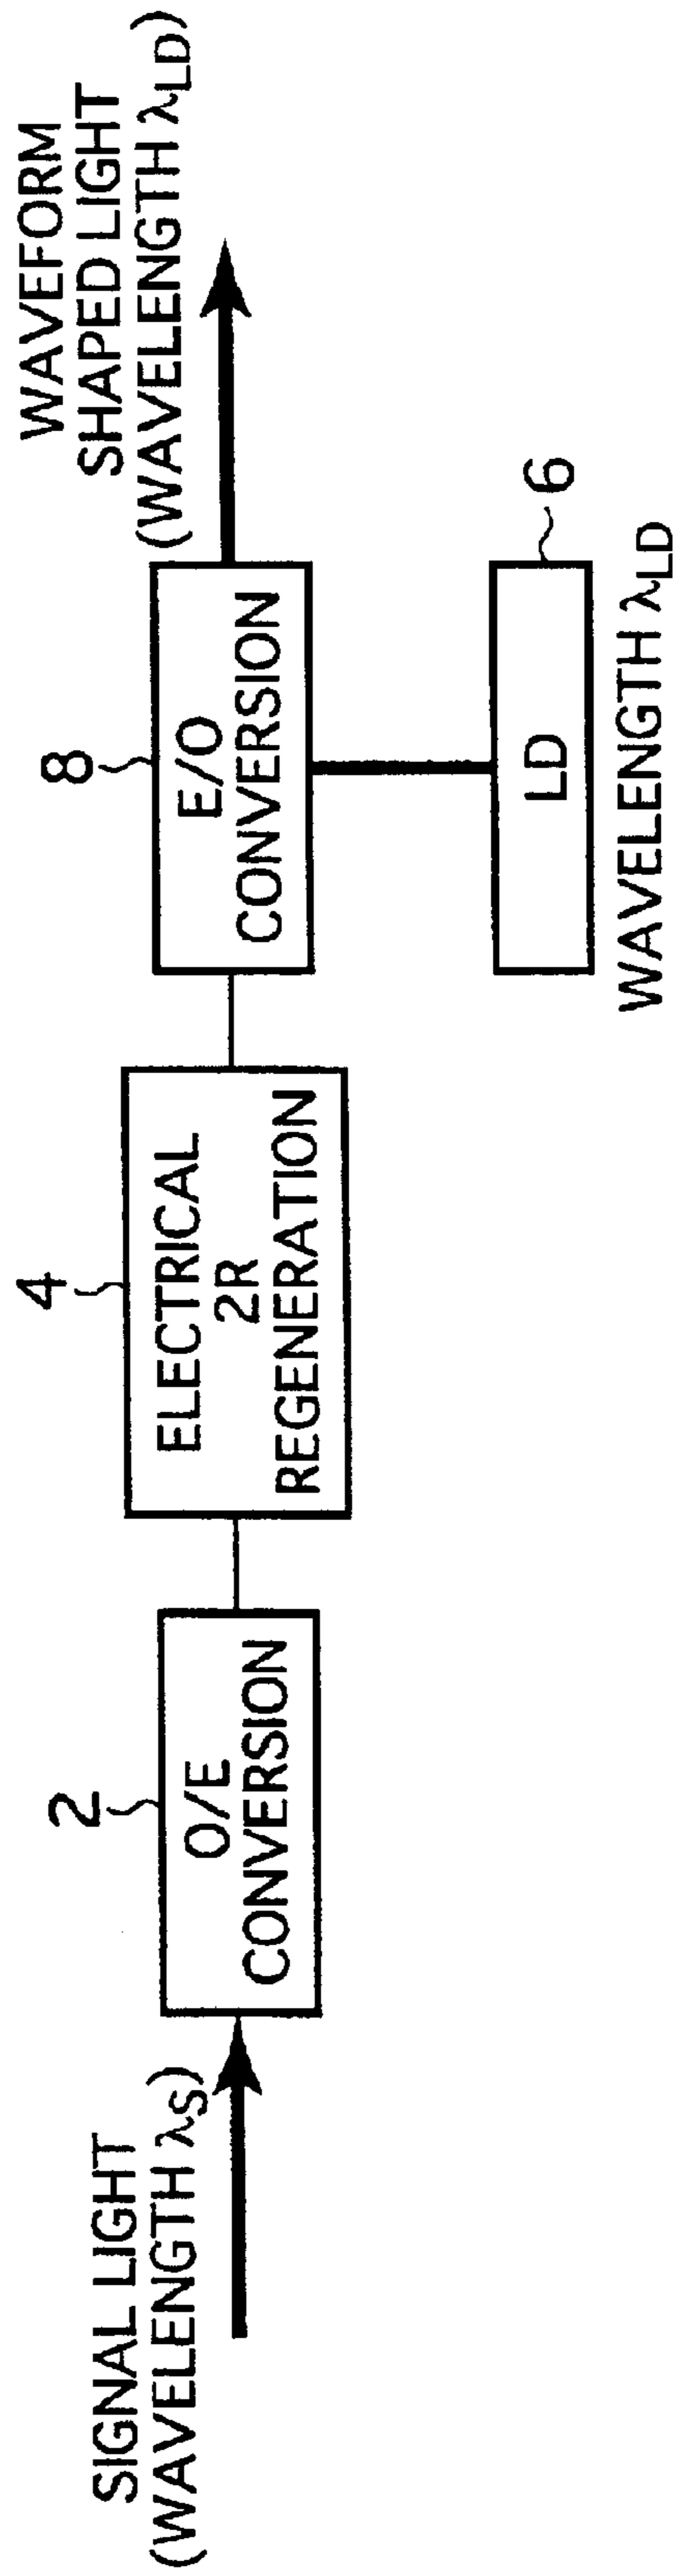 SIGNAL LIGHT
(WAVELENGTH λS)
2
O/E
CONVERSION
4
ELECTRICAL
2R
REGENERATION
8
E/O
CONVERSION
WAVEFORM
SHAPED LIGHT
(WAVELENGTH λLD)
LD
6
WAVELENGTH λLD